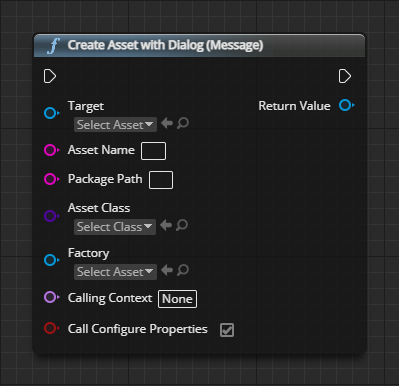 f Create Asset with Dialog (Message)
Target Return Value
Select Asset
Asset Name
Package Path
Asset Class
Select Class
Factory
Select Asset
Calling Context None
Call Configure Properties